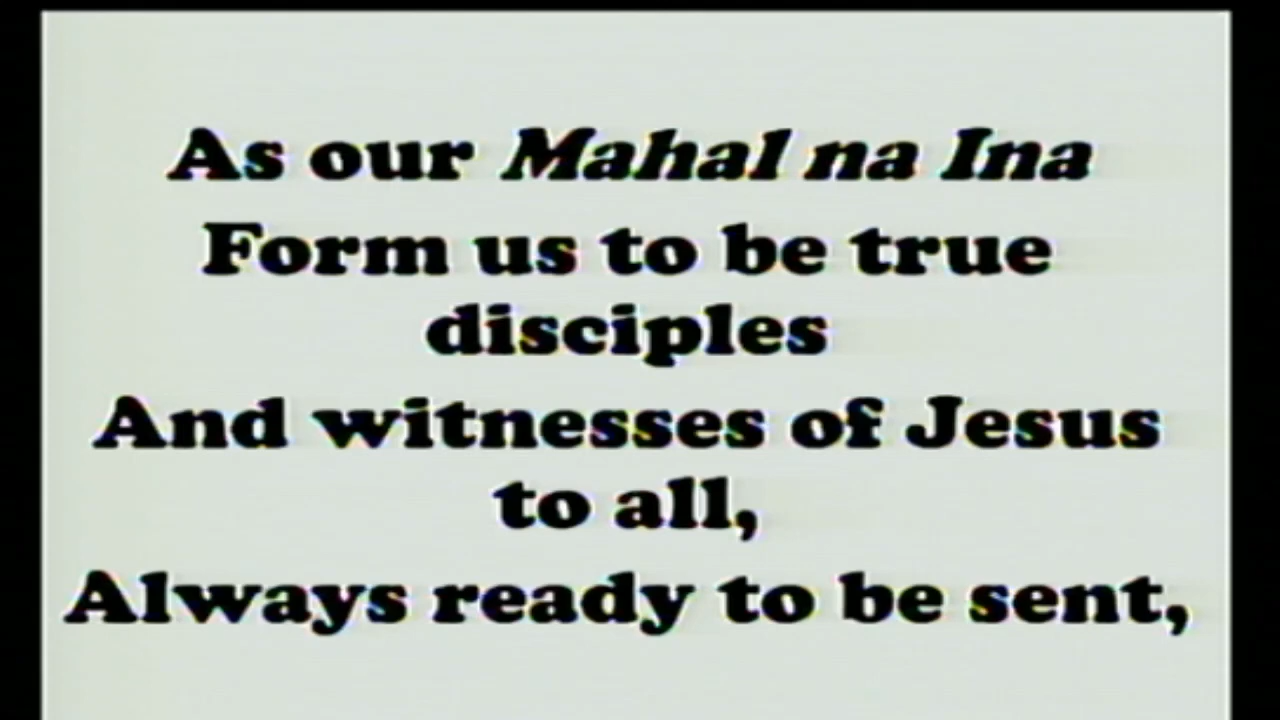 As our Mahal na Ina
Form us to be true
disciples
And witnesses of Jesus
to all,
Always ready to be sent,